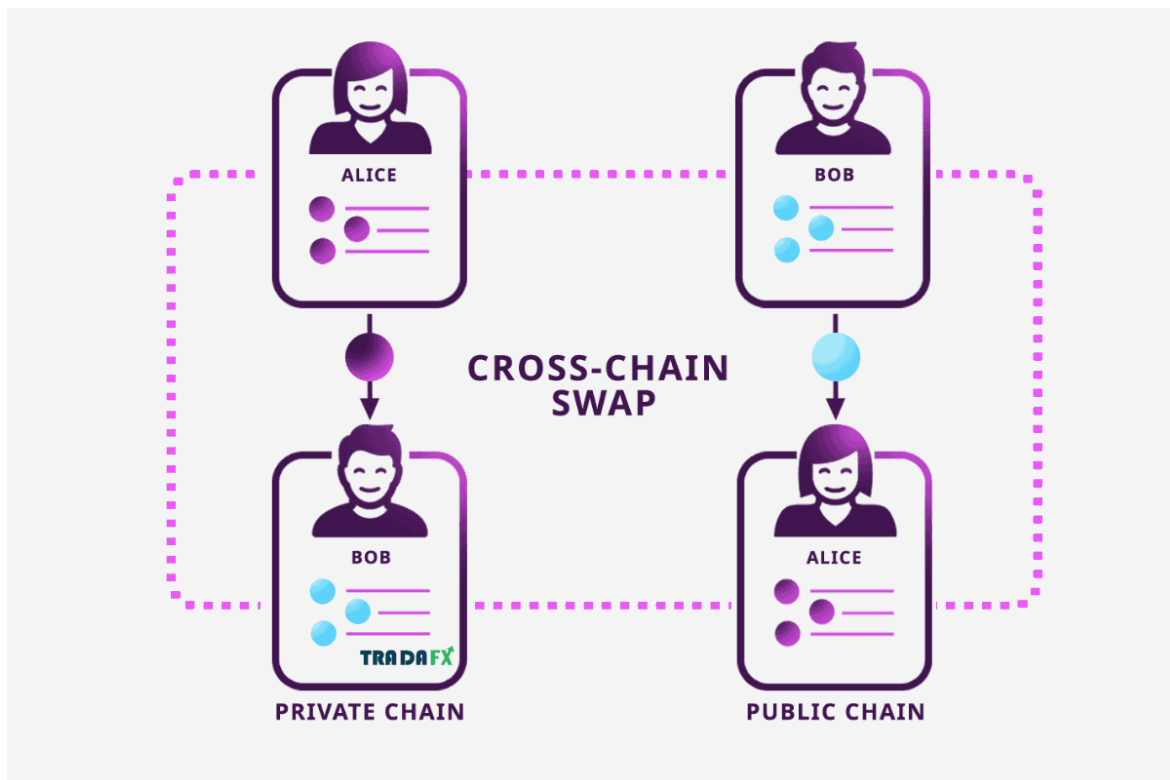 ALICE
BOB
CROSS-CHAIN
SWAP
BOB
ALICE
TRADAFX
PRIVATE CHAIN
PUBLIC CHAIN